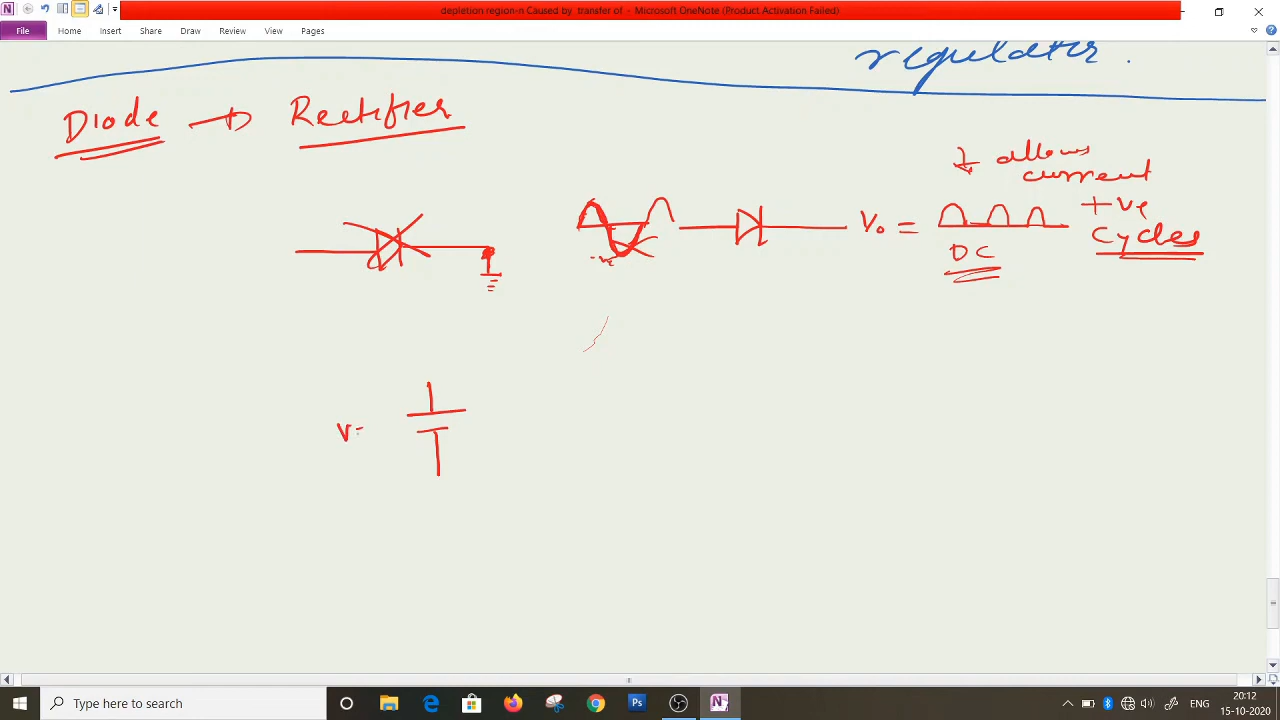 depletion region-n Caused by transfer of - Microsoft OneNote (Product Activation Failed)
File Home Insert Share Draw Review View Pages
regulator.
Diode → Rectifier
↓ allows
current
+ve
cycles
V₀ =
DC
-ve
V=
Type here to search
ENG
20:12
15-10-2020